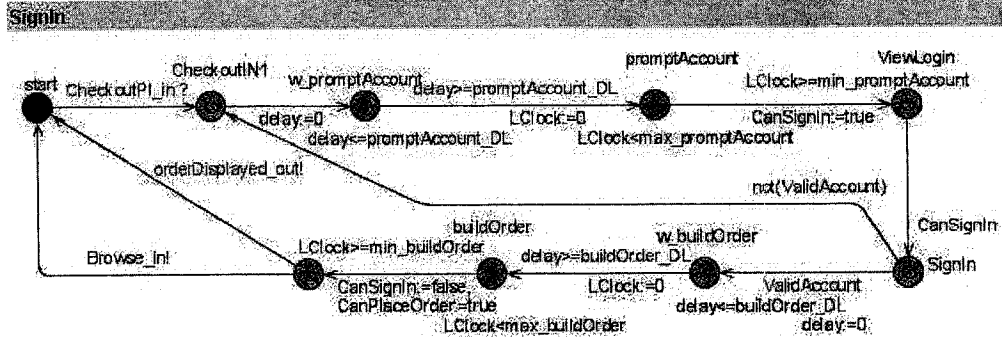 SignIn
ViewLogin
promptAccount
CheckoutIN1
start
w_promptAccount
LClock>=min_promptAccount
CheckoutPI_in?
delay>=promptAccount_DL
delay:=0
LClock:=0
CanSignIn:=true
delay<=promptAccount_DL
LClock<max_promptAccount
orderDisplayed_out!
not(ValidAccount)
buildOrder
CanSignIn
w_buildOrder
LClock>=min_buildOrder
Browse_in!
delay>=buildOrder_DL
SignIn
CanSignIn:=false
LClock:=0
ValidAccount
CanPlaceOrder:=true
delay<=buildOrder_DL
LClock<max_buildOrder
delay:=0